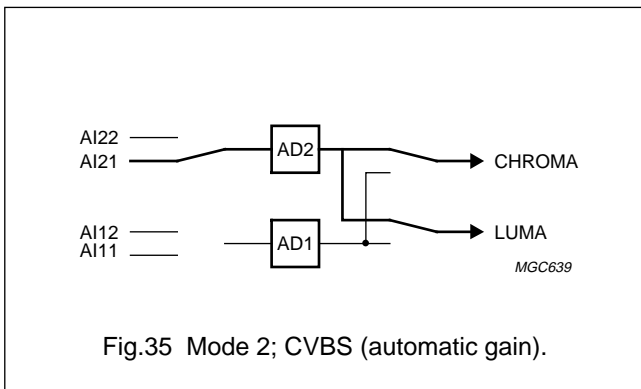 AI22
AI21
AD2
CHROMA
AI12
AI11
AD1
LUMA
MGC639
Fig.35 Mode 2; CVBS (automatic gain).